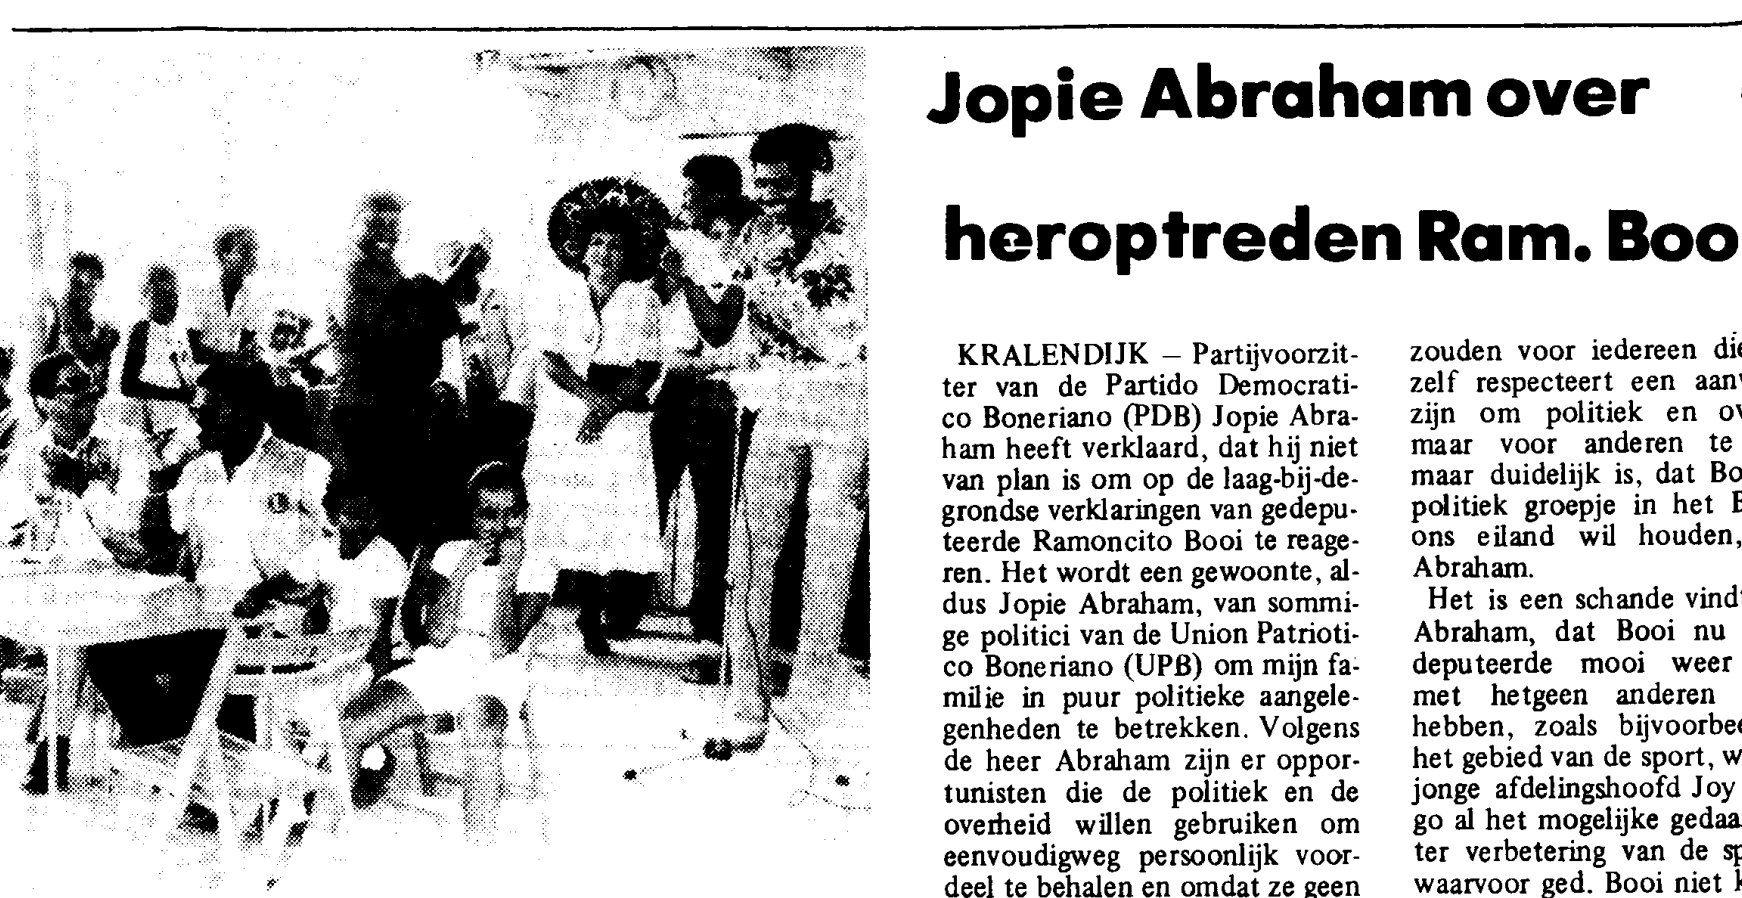 Jopie Abraham over
heroptreden Ram. Boo
KRALENDIJK – Partijvoorzit-
ter van de Partido Democrati-
co Boneriano (PDB) Jopie Abra-
ham heeft verklaard, dat hij niet
van plan is om op de laag-bij-de-
grondse verklaringen van gedepu-
teerde Ramoncito Booi te reage-
ren. Het wordt een gewoonte, al-
dus Jopie Abraham, van sommi-
ge politici van de Union Patrioti-
co Boneriano (UPB) om mijn fa-
milie in puur politieke aangele-
genheden te betrekken. Volgens
de heer Abraham zijn er oppor-
tunisten die de politiek en de
overheid willen gebruiken om
eenvoudigweg persoonlijk voor-
deel te behalen en omdat ze geen
zouden voor iedereen die
zelf respecteert een aanv
zijn om politiek en ov
maar voor anderen te
maar duidelijk is, dat Bo
politiek groepje in het
ons eiland wil houden,
Abraham.
Het is een schande vind
Abraham, dat Booi nu
deputeerde mooi weer
met hetgeen anderen
hebben, zoals bijvoorbee
het gebied van de sport, w
jonge afdelingshoofd Joy
go al het mogelijke gedaa
ter verbetering van de sp
waarvoor ged. Booi niet